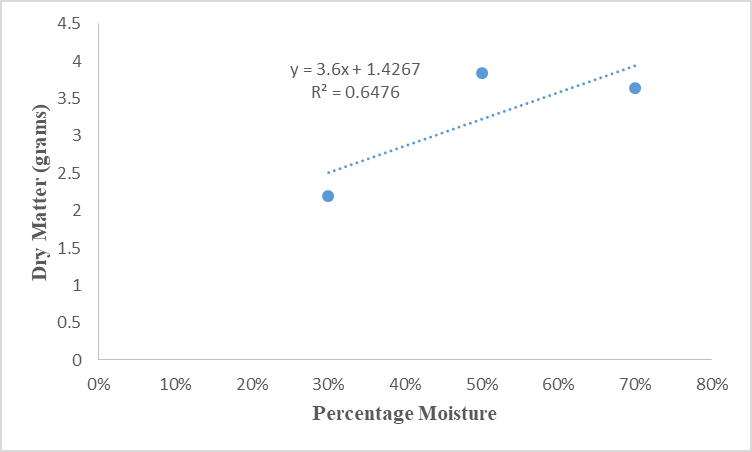 4.5
4
3.5
3
2.5
2
1.5
1
0.5
0
Dry Matter (grams)
y = 3.6x + 1.4267
R² = 0.6476
0% 10% 20% 30% 40% 50% 60% 70% 80%
Percentage Moisture